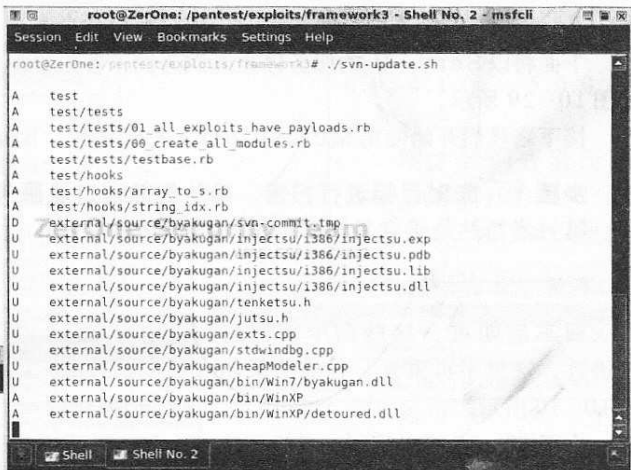 root@ZerOne: /pentest/exploits/framework3 - Shell No. 2 - msfcli
Session Edit View Bookmarks Settings Help
root@ZerOne:/pentest/exploits/framework3# ./svn-update.sh
A test
A test/tests
A test/tests/01_all_exploits_have_payloads.rb
A test/tests/00_create_all_modules.rb
A test/tests/testbase.rb
A test/hooks
A test/hooks/array_to_s.rb
A test/hooks/string_idx.rb
D external/source/byakugan/svn-commit.tmp
ZerOne Security Team
U external/source/byakugan/injectsu/i386/injectsu.exp
U external/source/byakugan/injectsu/i386/injectsu.pdb
U external/source/byakugan/injectsu/i386/injectsu.lib
U external/source/byakugan/injectsu/i386/injectsu.dll
U external/source/byakugan/tenketsu.h
U external/source/byakugan/jutsu.h
U external/source/byakugan/exts.cpp
U external/source/byakugan/stdwindbg.cpp
U external/source/byakugan/heapModeler.cpp
U external/source/byakugan/bin/Win7/byakugan.dll
A external/source/byakugan/bin/WinXP
A external/source/byakugan/bin/WinXP/detoured.dll
Shell Shell No. 2